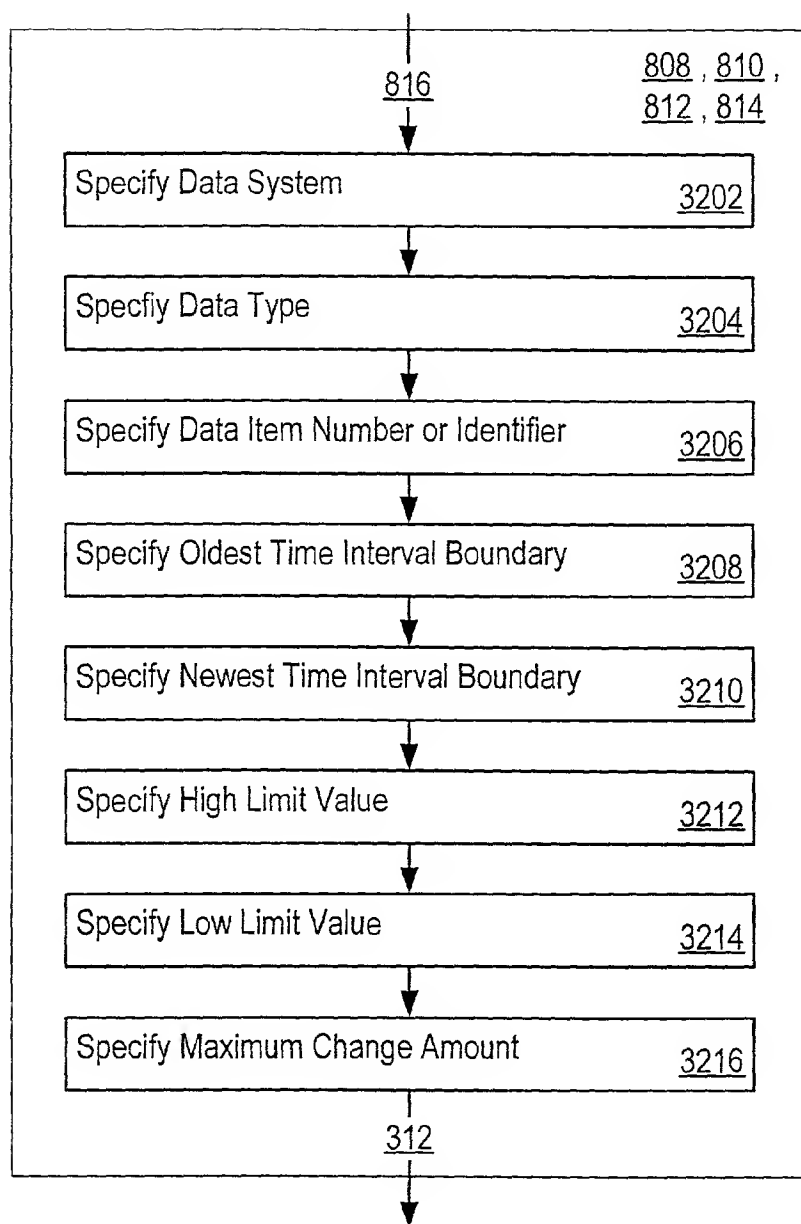 816
808 , 810 ,
812 , 814
Specify Data System 3202
Specfiy Data Type 3204
Specify Data Item Number or Identifier 3206
Specify Oldest Time Interval Boundary 3208
Specify Newest Time Interval Boundary 3210
Specify High Limit Value 3212
Specify Low Limit Value 3214
Specify Maximum Change Amount 3216
312